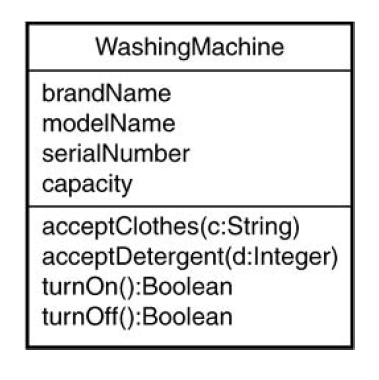 WashingMachine
brandName
modelName
serialNumber
capacity
acceptClothes(c:String)
acceptDetergent(d:Integer)
turnOn():Boolean
turnOff():Boolean